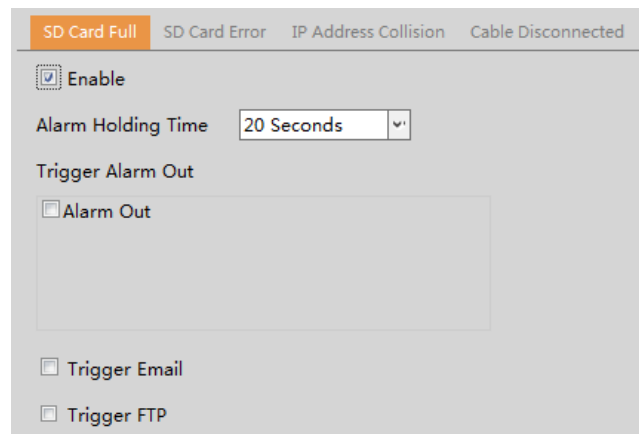 SD Card Full SD Card Error IP Address Collision Cable Disconnected
Enable
Alarm Holding Time 20 Seconds
Trigger Alarm Out
Alarm Out
Trigger Email
Trigger FTP